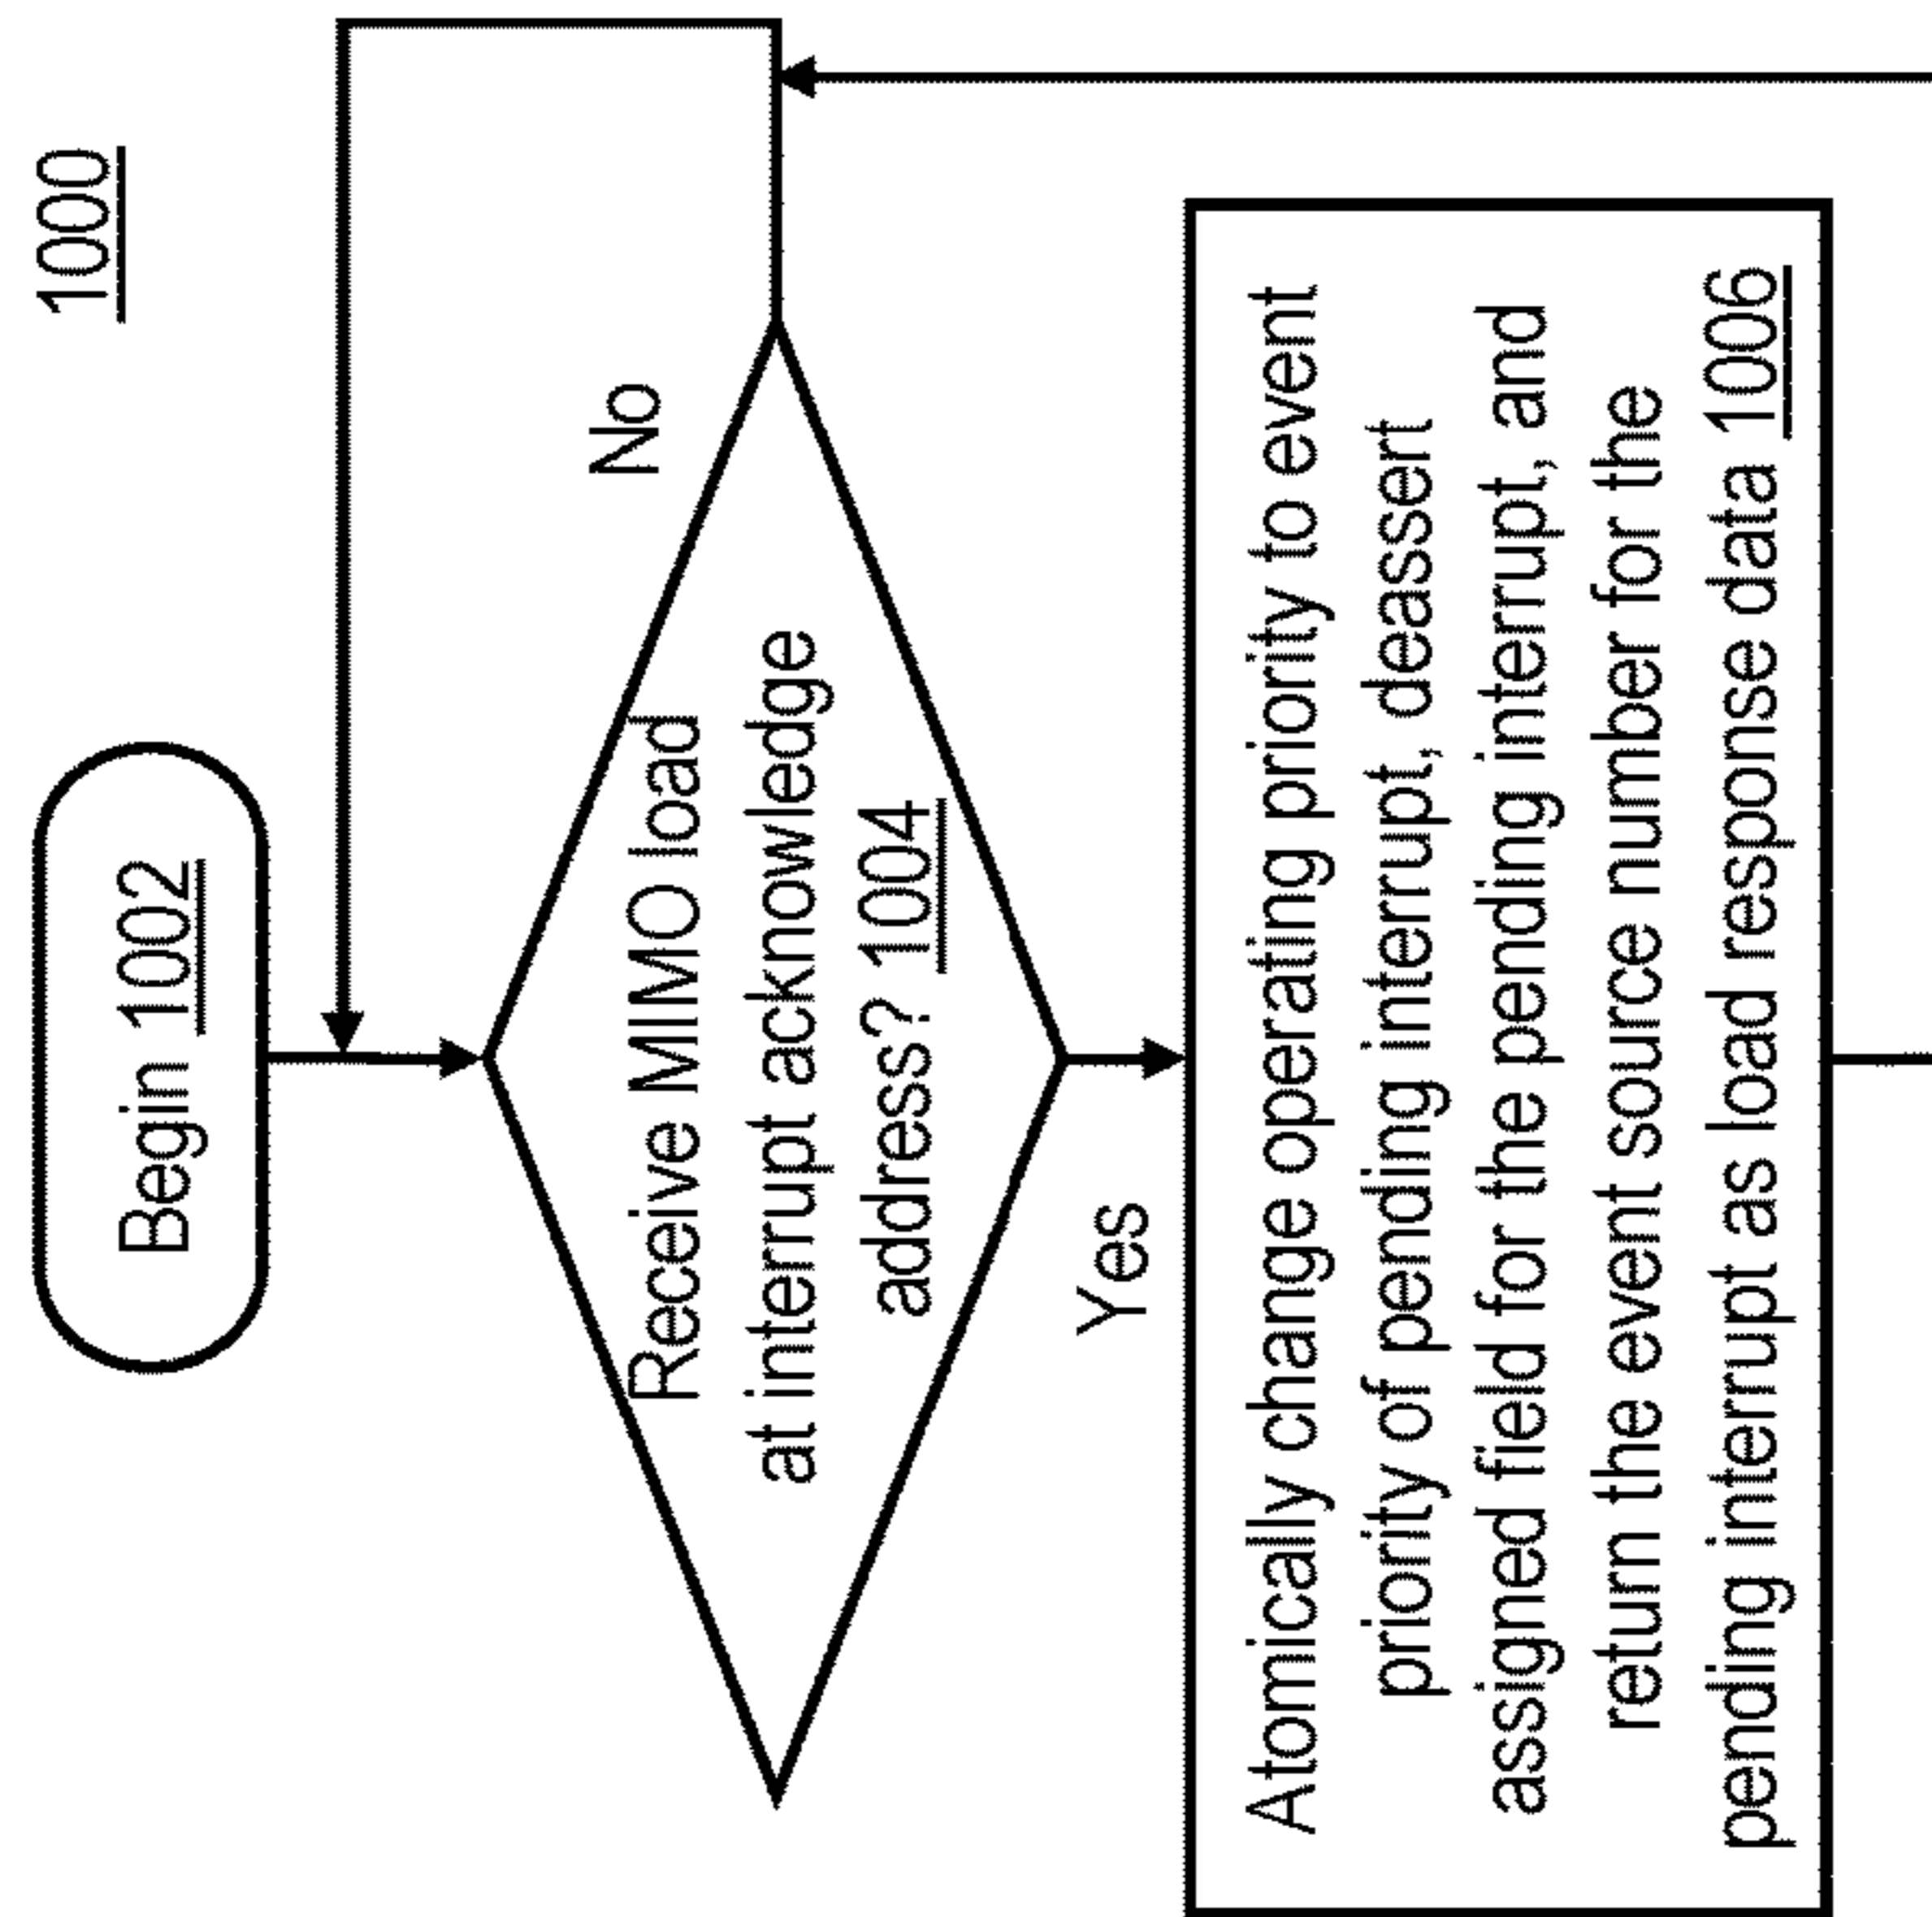 1000
Begin 1002
Receive MIMO load
at interrupt acknowledge
address? 1004
No
Yes
Atomically change operating priority to event
priority of pending interrupt, deassert
assigned field for the pending interrupt, and
return the event source number for the
pending interrupt as load response data 1006